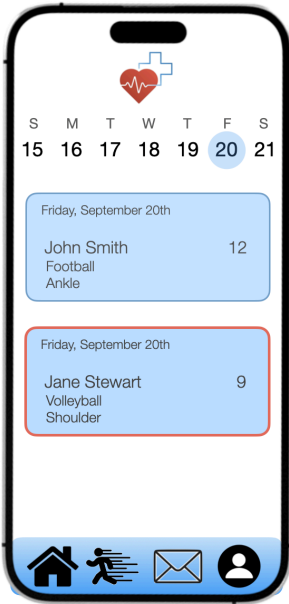 S M T W T F S
15 16 17 18 19 20 21
Friday, September 20th
John Smith 12
Football
Ankle
Friday, September 20th
Jane Stewart 9
Volleyball
Shoulder